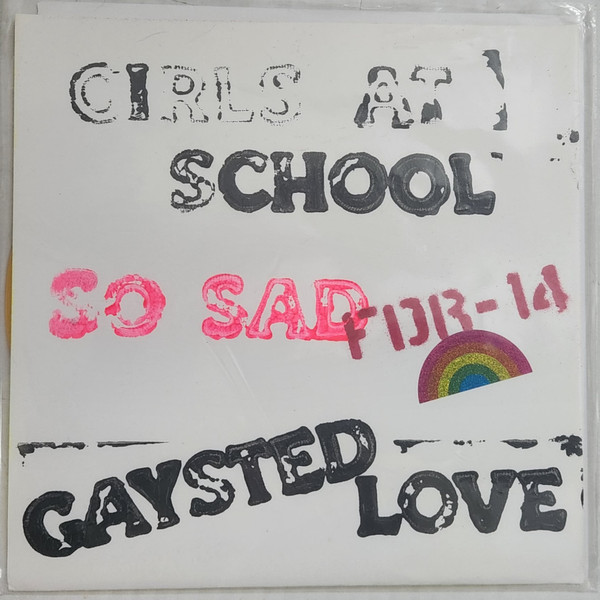 GIRLS AT
SCHOOL
SO SAD
FDR-14
GAYSTED
LOVE